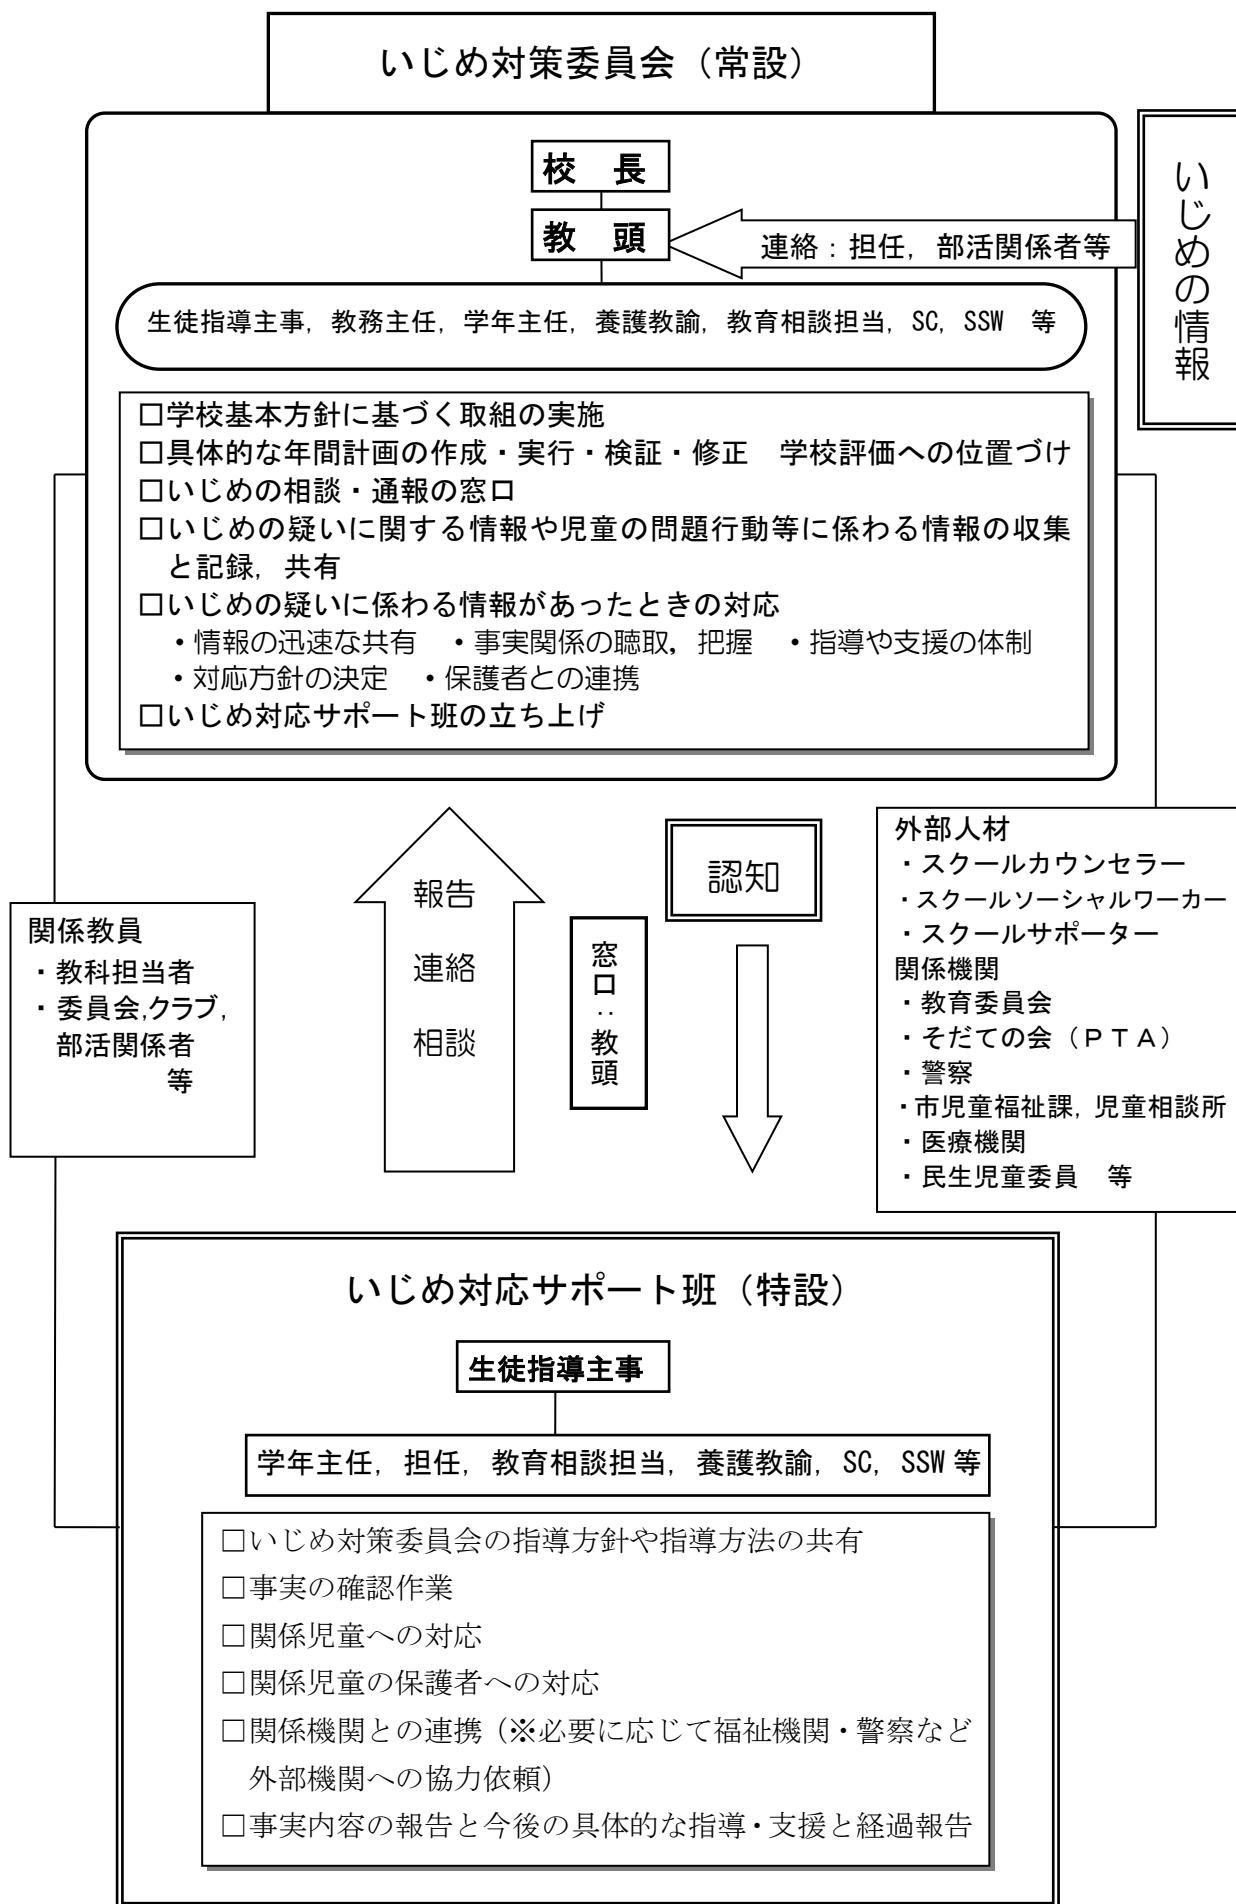 いじめ対策委員会（常設）
校　長
教　頭
連絡：担任，部活関係者等
いじめの情報
生徒指導主事，教務主任，学年主任，養護教諭，教育相談担当，SC，SSW　等
□学校基本方針に基づく取組の実施
□具体的な年間計画の作成・実行・検証・修正　学校評価への位置づけ
□いじめの相談・通報の窓口
□いじめの疑いに関する情報や児童の問題行動等に係わる情報の収集
と記録，共有
□いじめの疑いに係わる情報があったときの対応
・情報の迅速な共有　・事実関係の聴取，把握　・指導や支援の体制
・対応方針の決定　・保護者との連携
□いじめ対応サポート班の立ち上げ
関係教員
・教科担当者
・委員会,クラブ,
部活関係者
等
報告
連絡
相談
窓口：教頭
認知
外部人材
・スクールカウンセラー
・スクールソーシャルワーカー
・スクールサポーター
関係機関
・教育委員会
・そだての会（ＰＴＡ）
・警察
・市児童福祉課，児童相談所
・医療機関
・民生児童委員　等
いじめ対応サポート班（特設）
生徒指導主事
学年主任，担任，教育相談担当，養護教諭，SC，SSW 等
□いじめ対策委員会の指導方針や指導方法の共有
□事実の確認作業
□関係児童への対応
□関係児童の保護者への対応
□関係機関との連携（※必要に応じて福祉機関・警察など
外部機関への協力依頼）
□事実内容の報告と今後の具体的な指導・支援と経過報告